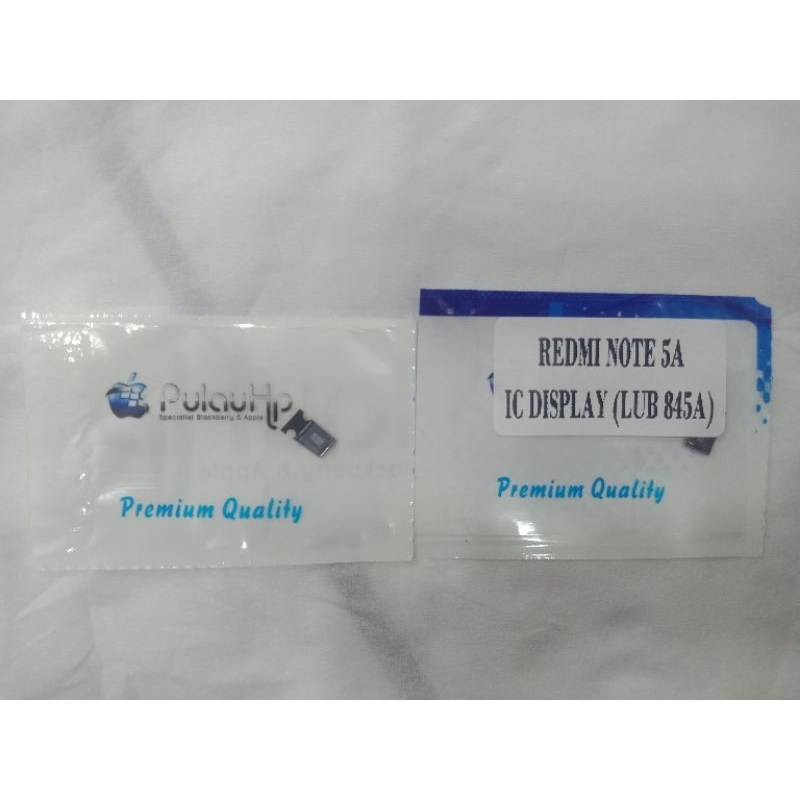 PulauHp
Specialist Blackberry & Apple
Premium Quality
REDMI NOTE 5A
IC DISPLAY (LUB 845A)
Premium Quality